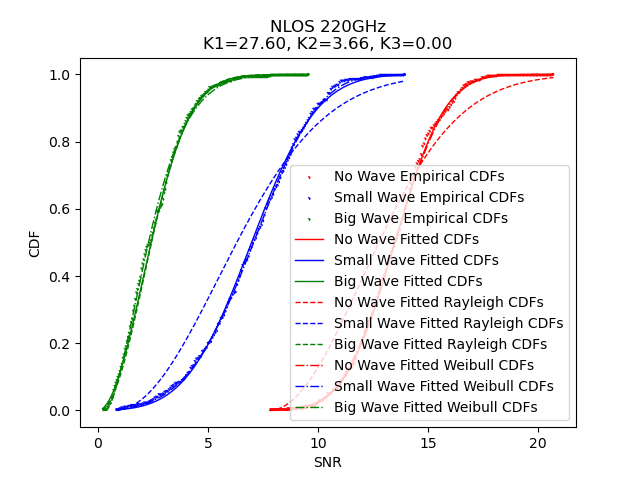 NLOS 220GHz
K1=27.60, K2=3.66, K3=0.00
1.0
0.8
0.6
0.4
0.2
0.0
CDF
No Wave Empirical CDFs
Small Wave Empirical CDFs
Big Wave Empirical CDFs
No Wave Fitted CDFs
Small Wave Fitted CDFs
Big Wave Fitted CDFs
No Wave Fitted Rayleigh CDFs
Small Wave Fitted Rayleigh CDFs
Big Wave Fitted Rayleigh CDFs
No Wave Fitted Weibull CDFs
Small Wave Fitted Weibull CDFs
Big Wave Fitted Weibull CDFs
0 5 10 15 20
SNR